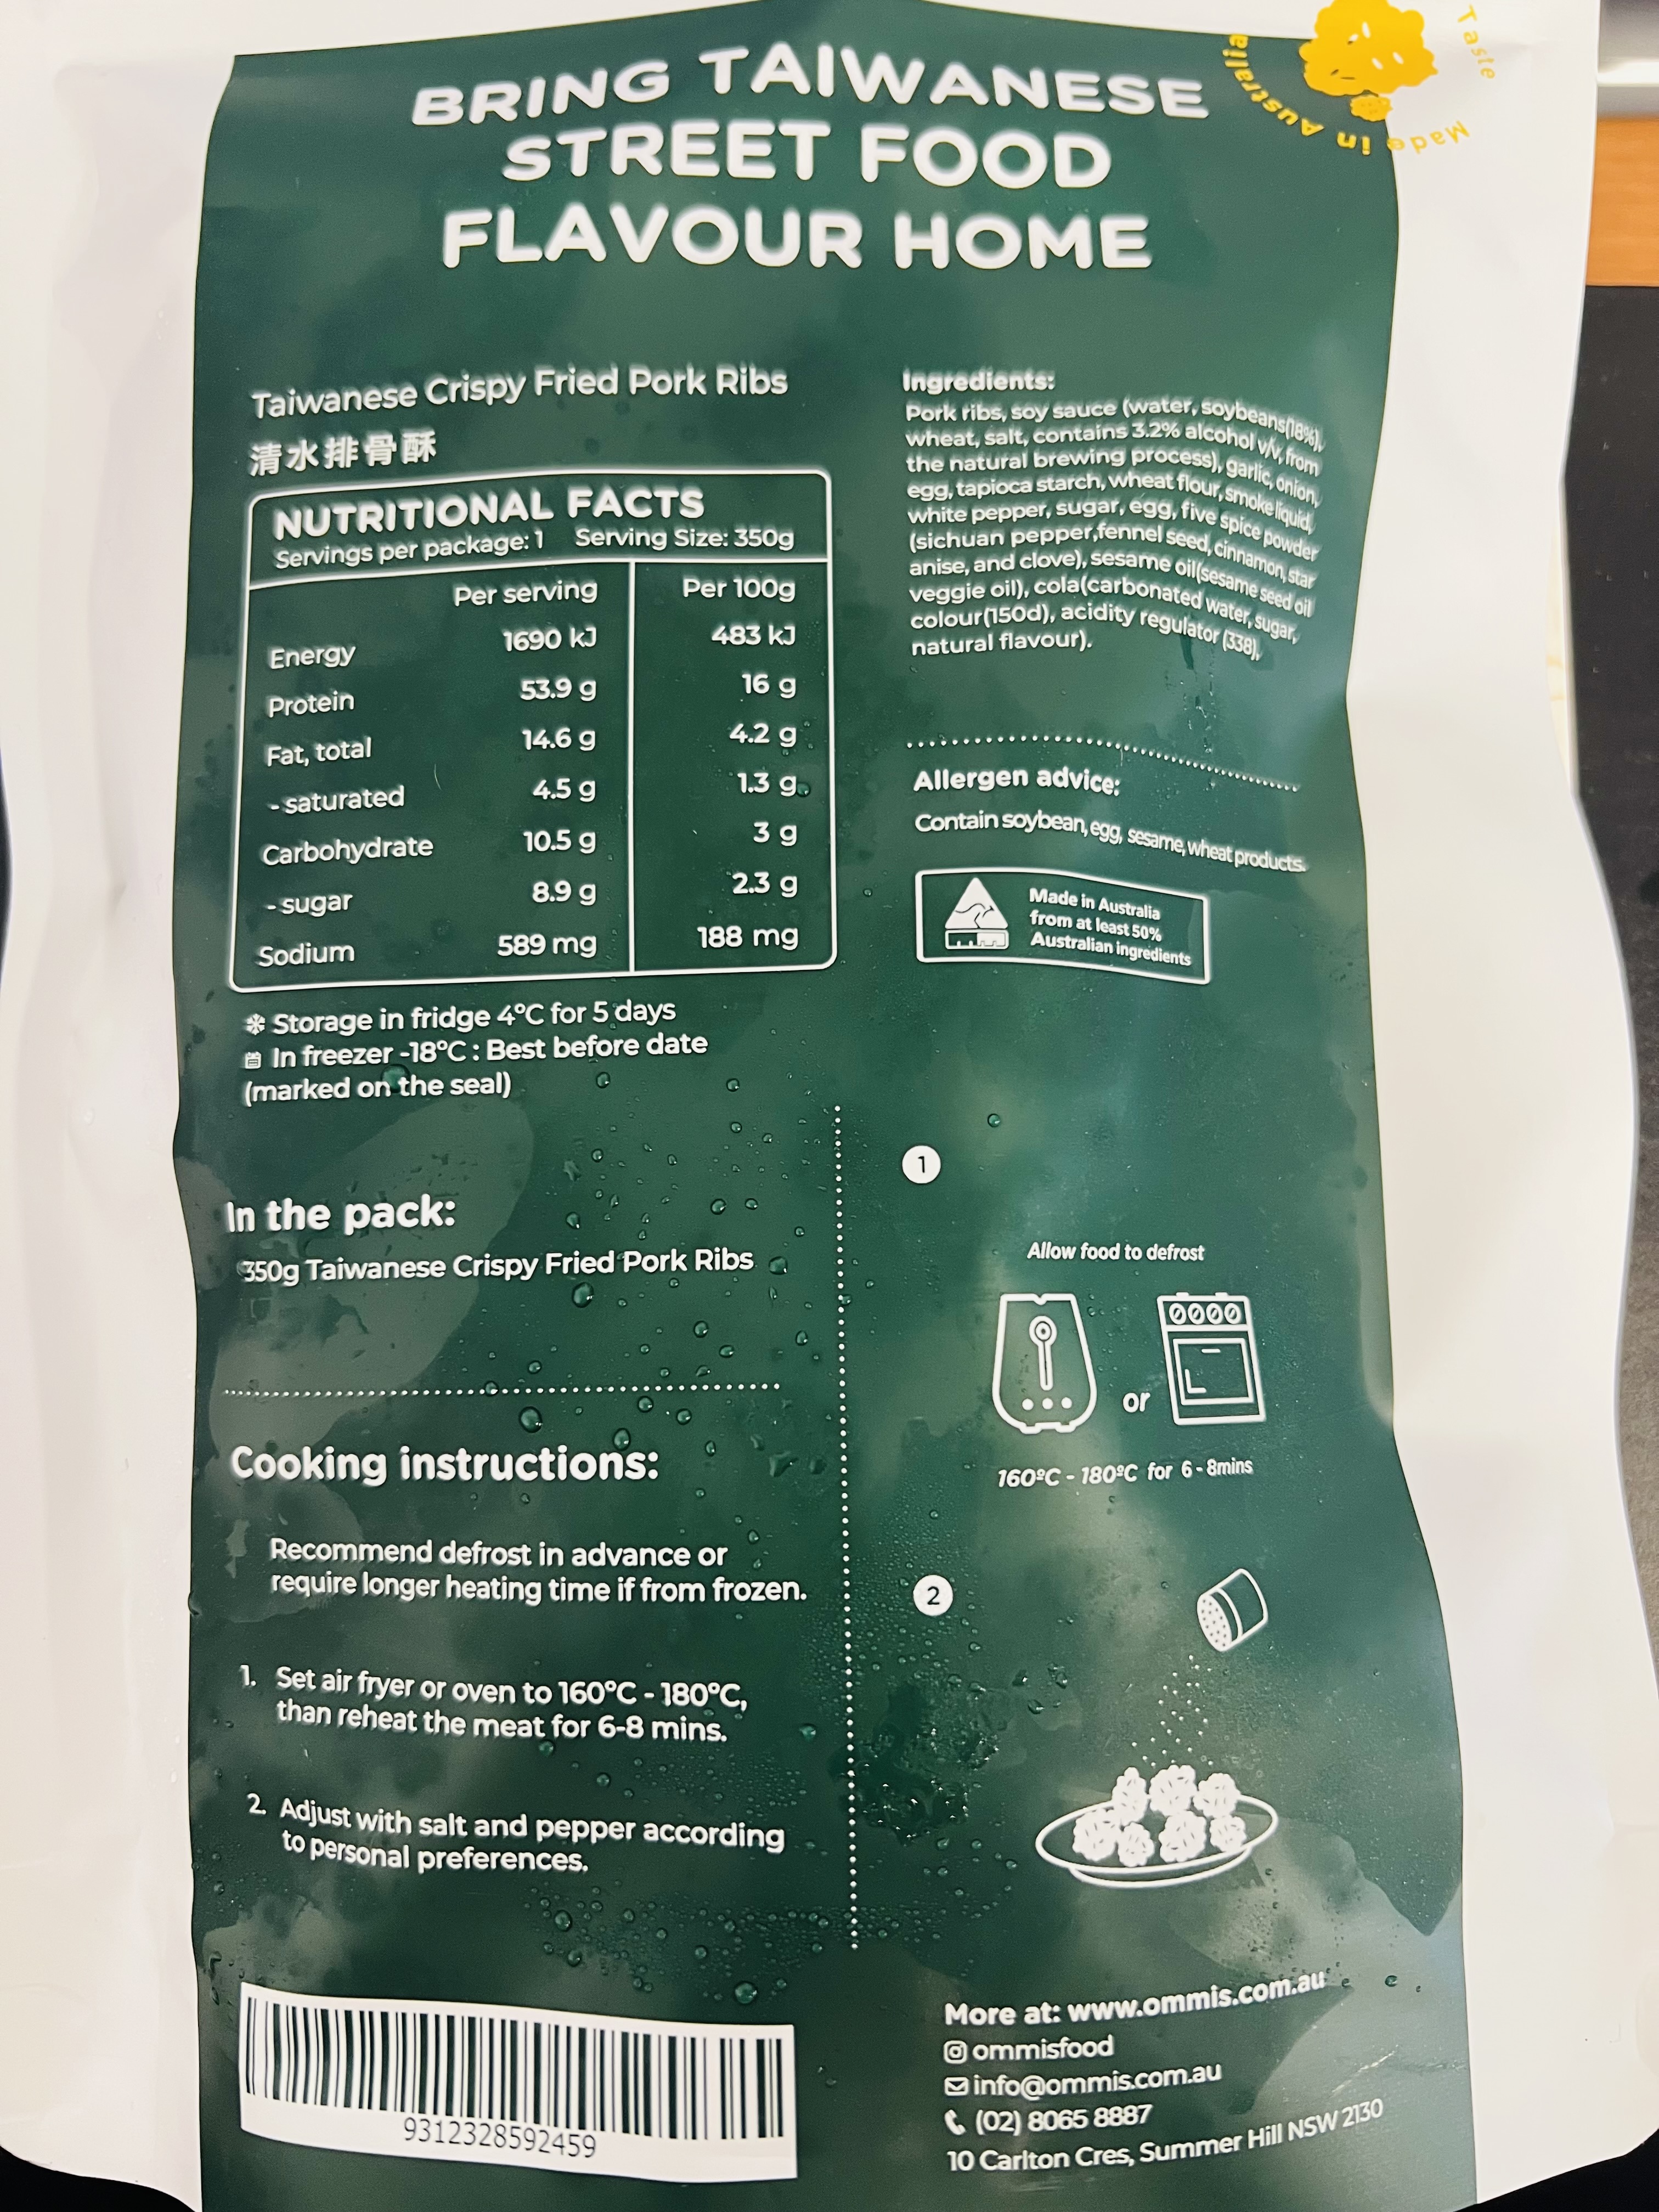 Taste
Made in Australia
BRING TAIWANESE
STREET FOOD
FLAVOUR HOME
Taiwanese Crispy Fried Pork Ribs
清水排骨酥
NUTRITIONAL FACTS
Servings per package: 1 Serving Size: 350g
Per serving Per 100g
Energy 1690 kJ 483 kJ
Protein 53.9 g 16 g
Fat, total 14.6 g 4.2 g
- saturated 4.5 g 1.3 g
Carbohydrate 10.5 g 3 g
- sugar 8.9 g 2.3 g
Sodium 589 mg 188 mg
Storage in fridge 4°C for 5 days
In freezer -18°C : Best before date
(marked on the seal)
Ingredients:
Pork ribs, soy sauce (water, soybeans(18%),
wheat, salt, contains 3.2% alcohol v/v, from
the natural brewing process), garlic, onion,
egg, tapioca starch, wheat flour, smoke liquid,
white pepper, sugar, egg, five spice powder
(sichuan pepper,fennel seed, cinnamon, star
anise, and clove), sesame oil(sesame seed oil
veggie oil), cola(carbonated water, sugar,
colour(150d), acidity regulator (338),
natural flavour).
Allergen advice:
Contain soybean, egg, sesame, wheat products.
Made in Australia
from at least 50%
Australian ingredients
In the pack:
350g Taiwanese Crispy Fried Pork Ribs
Cooking instructions:
Recommend defrost in advance or
require longer heating time if from frozen.
1. Set air fryer or oven to 160°C - 180°C,
than reheat the meat for 6-8 mins.
2. Adjust with salt and pepper according
to personal preferences.
1
Allow food to defrost
or
160ºC - 180ºC for 6 - 8mins
2
9312328592459
More at: www.ommis.com.au
ommisfood
info@ommis.com.au
(02) 8065 8887
10 Carlton Cres, Summer Hill NSW 2130